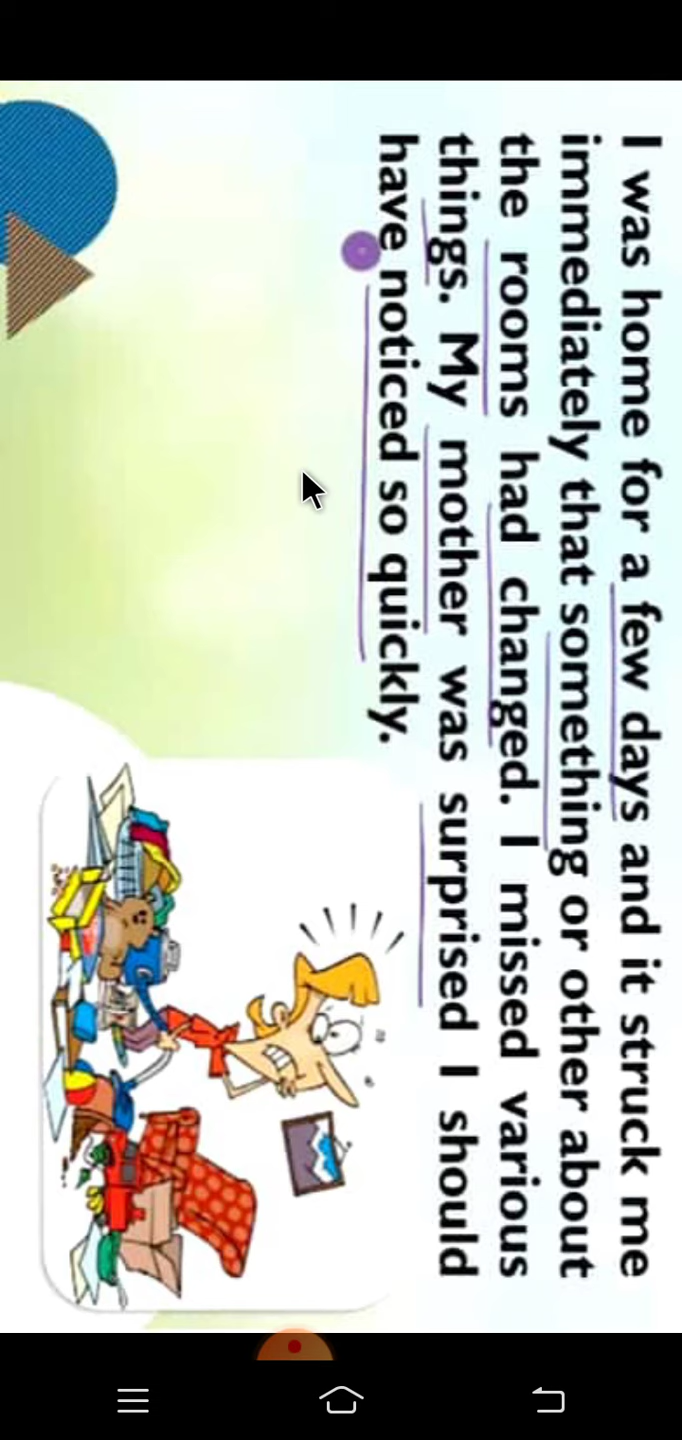 I was home for a few days and it struck me
immediately that something or other about
the rooms had changed. I missed various
things. My mother was surprised I should
have noticed so quickly.